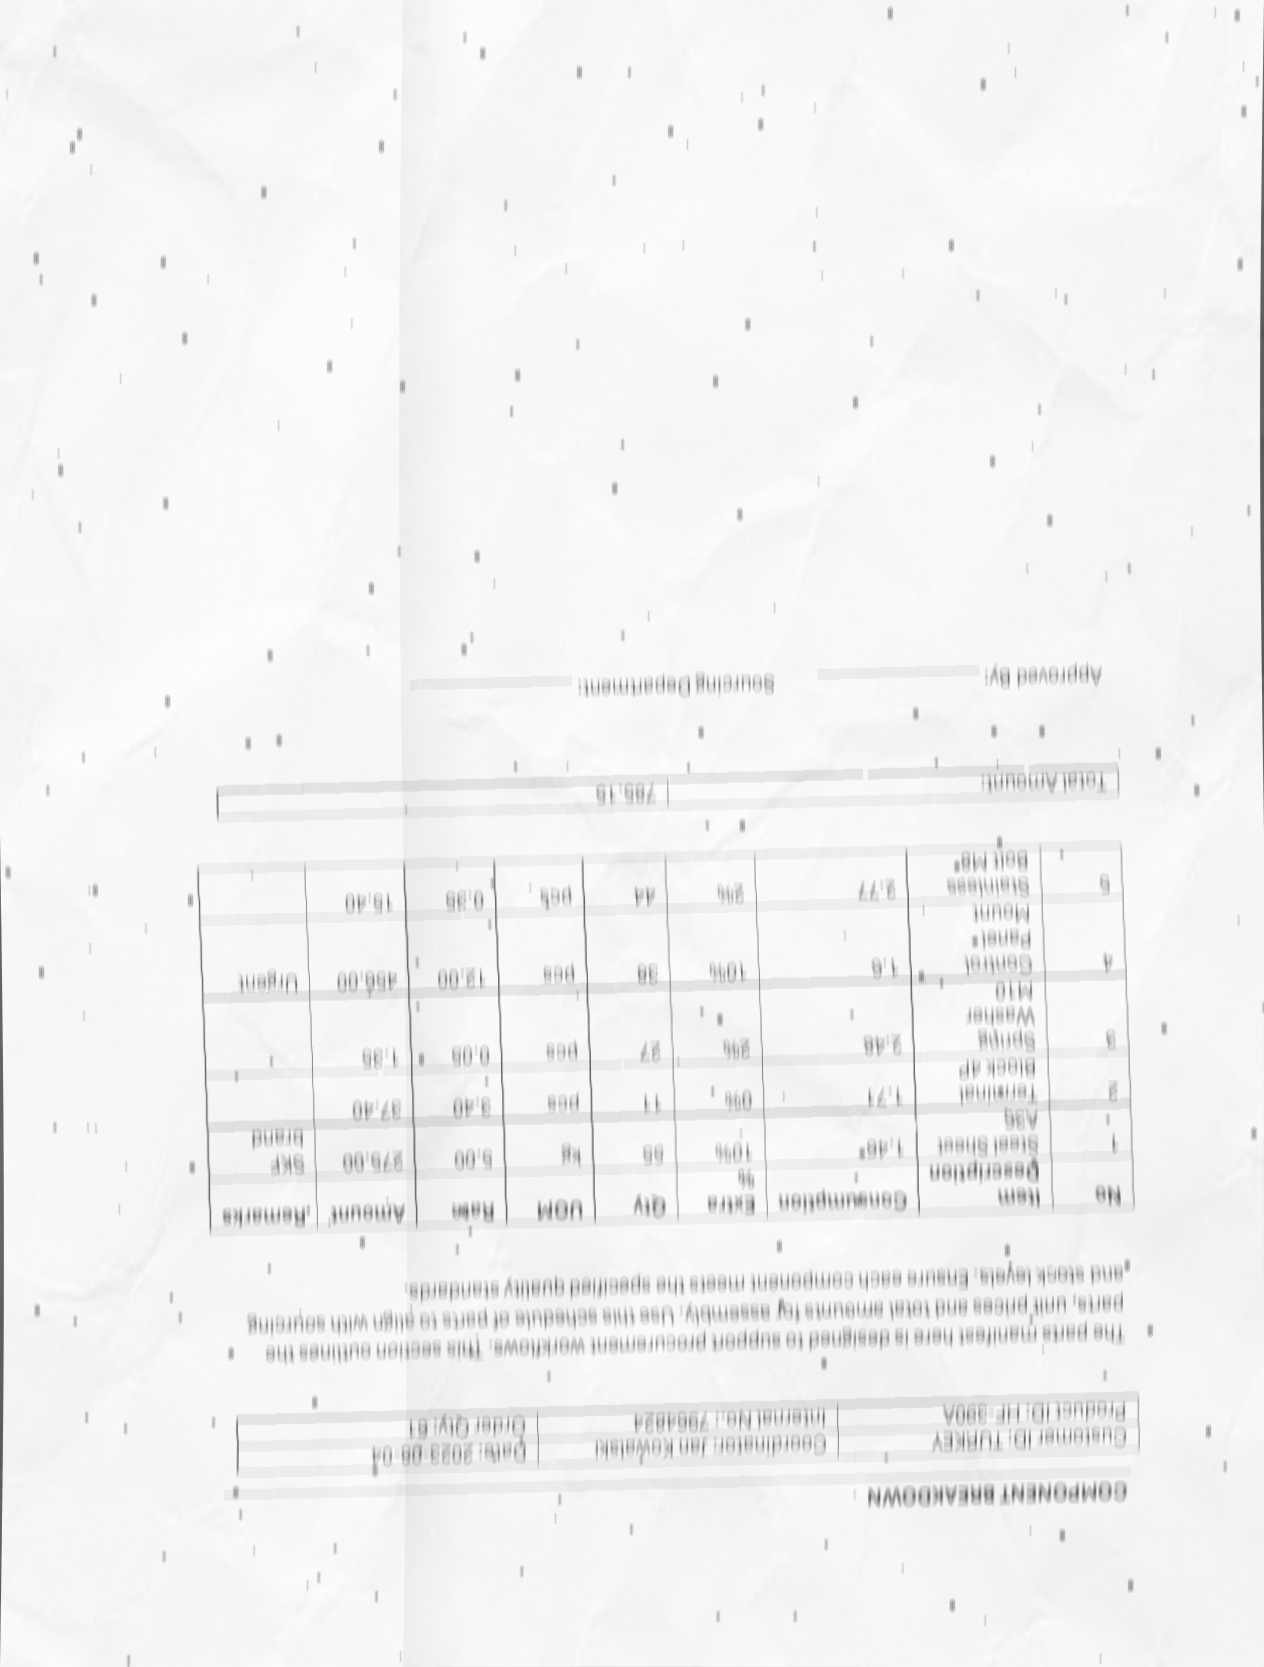 COMPONENT BREAKDOWN
Customer ID: TURKEY Coordinator: Jan Kowalski Date: 2023-06-04
Product ID: HF-390A Internal No.: 7964824 Order Qty: 61
The parts manifest here is designed to support procurement workflows. This section outlines the
parts, unit prices and total amounts for assembly. Use this schedule of parts to align with sourcing
and stock levels. Ensure each component meets the specified quality standards.
No Item Description Consumption Extra % Qty UOM Rate Amount Remarks
1 Steel Sheet A36 1.46 10% 55 kg 5.00 275.00 SKF brand
2 Terminal Block 4P 1.71 0% 11 pcs 3.40 37.40
3 Spring Washer M10 2.48 2% 27 pcs 0.05 1.35
4 Control Panel Mount 1.6 10% 38 pcs 12.00 456.00 Urgent
5 Stainless Bolt M8 2.77 2% 44 pcs 0.35 15.40
Total Amount: 785.15
Approved By: Sourcing Department: